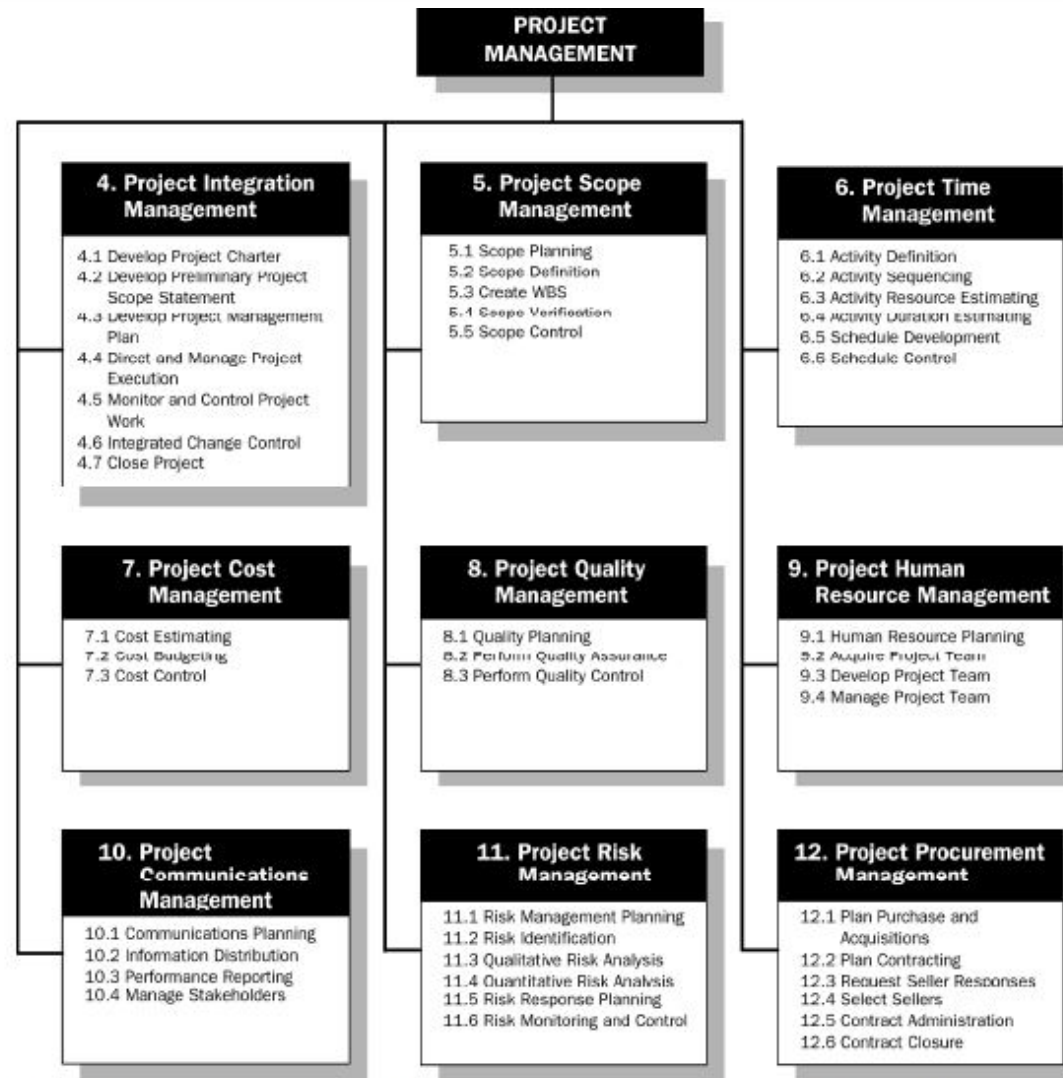 PROJECT
MANAGEMENT
4. Project Integration
Management
4.1 Develop Project Charter
4.2 Develop Preliminary Project
Scope Statement
4.3 Develop Project Management
Plan
4.4 Direct and Manage Project
Execution
4.5 Monitor and Control Project
Work
4.6 Integrated Change Control
4.7 Close Project
5. Project Scope
Management
5.1 Scope Planning
5.2 Scope Definition
5.3 Create WBS
5.4 Scope Verification
5.5 Scope Control
6. Project Time
Management
6.1 Activity Definition
6.2 Activity Sequencing
6.3 Activity Resource Estimating
6.4 Activity Duration Estimating
6.5 Schedule Development
6.6 Schedule Control
7. Project Cost
Management
7.1 Cost Estimating
7.2 Cost Budgeting
7.3 Cost Control
8. Project Quality
Management
8.1 Quality Planning
8.2 Perform Quality Assurance
8.3 Perform Quality Control
9. Project Human
Resource Management
9.1 Human Resource Planning
9.2 Acquire Project Team
9.3 Develop Project Team
9.4 Manage Project Team
10. Project
Communications
Management
10.1 Communications Planning
10.2 Information Distribution
10.3 Performance Reporting
10.4 Manage Stakeholders
11. Project Risk
Management
11.1 Risk Management Planning
11.2 Risk Identification
11.3 Qualitative Risk Analysis
11.4 Quantitative Risk Analysis
11.5 Risk Response Planning
11.6 Risk Monitoring and Control
12. Project Procurement
Management
12.1 Plan Purchase and
Acquisitions
12.2 Plan Contracting
12.3 Request Seller Responses
12.4 Select Sellers
12.5 Contract Administration
12.6 Contract Closure